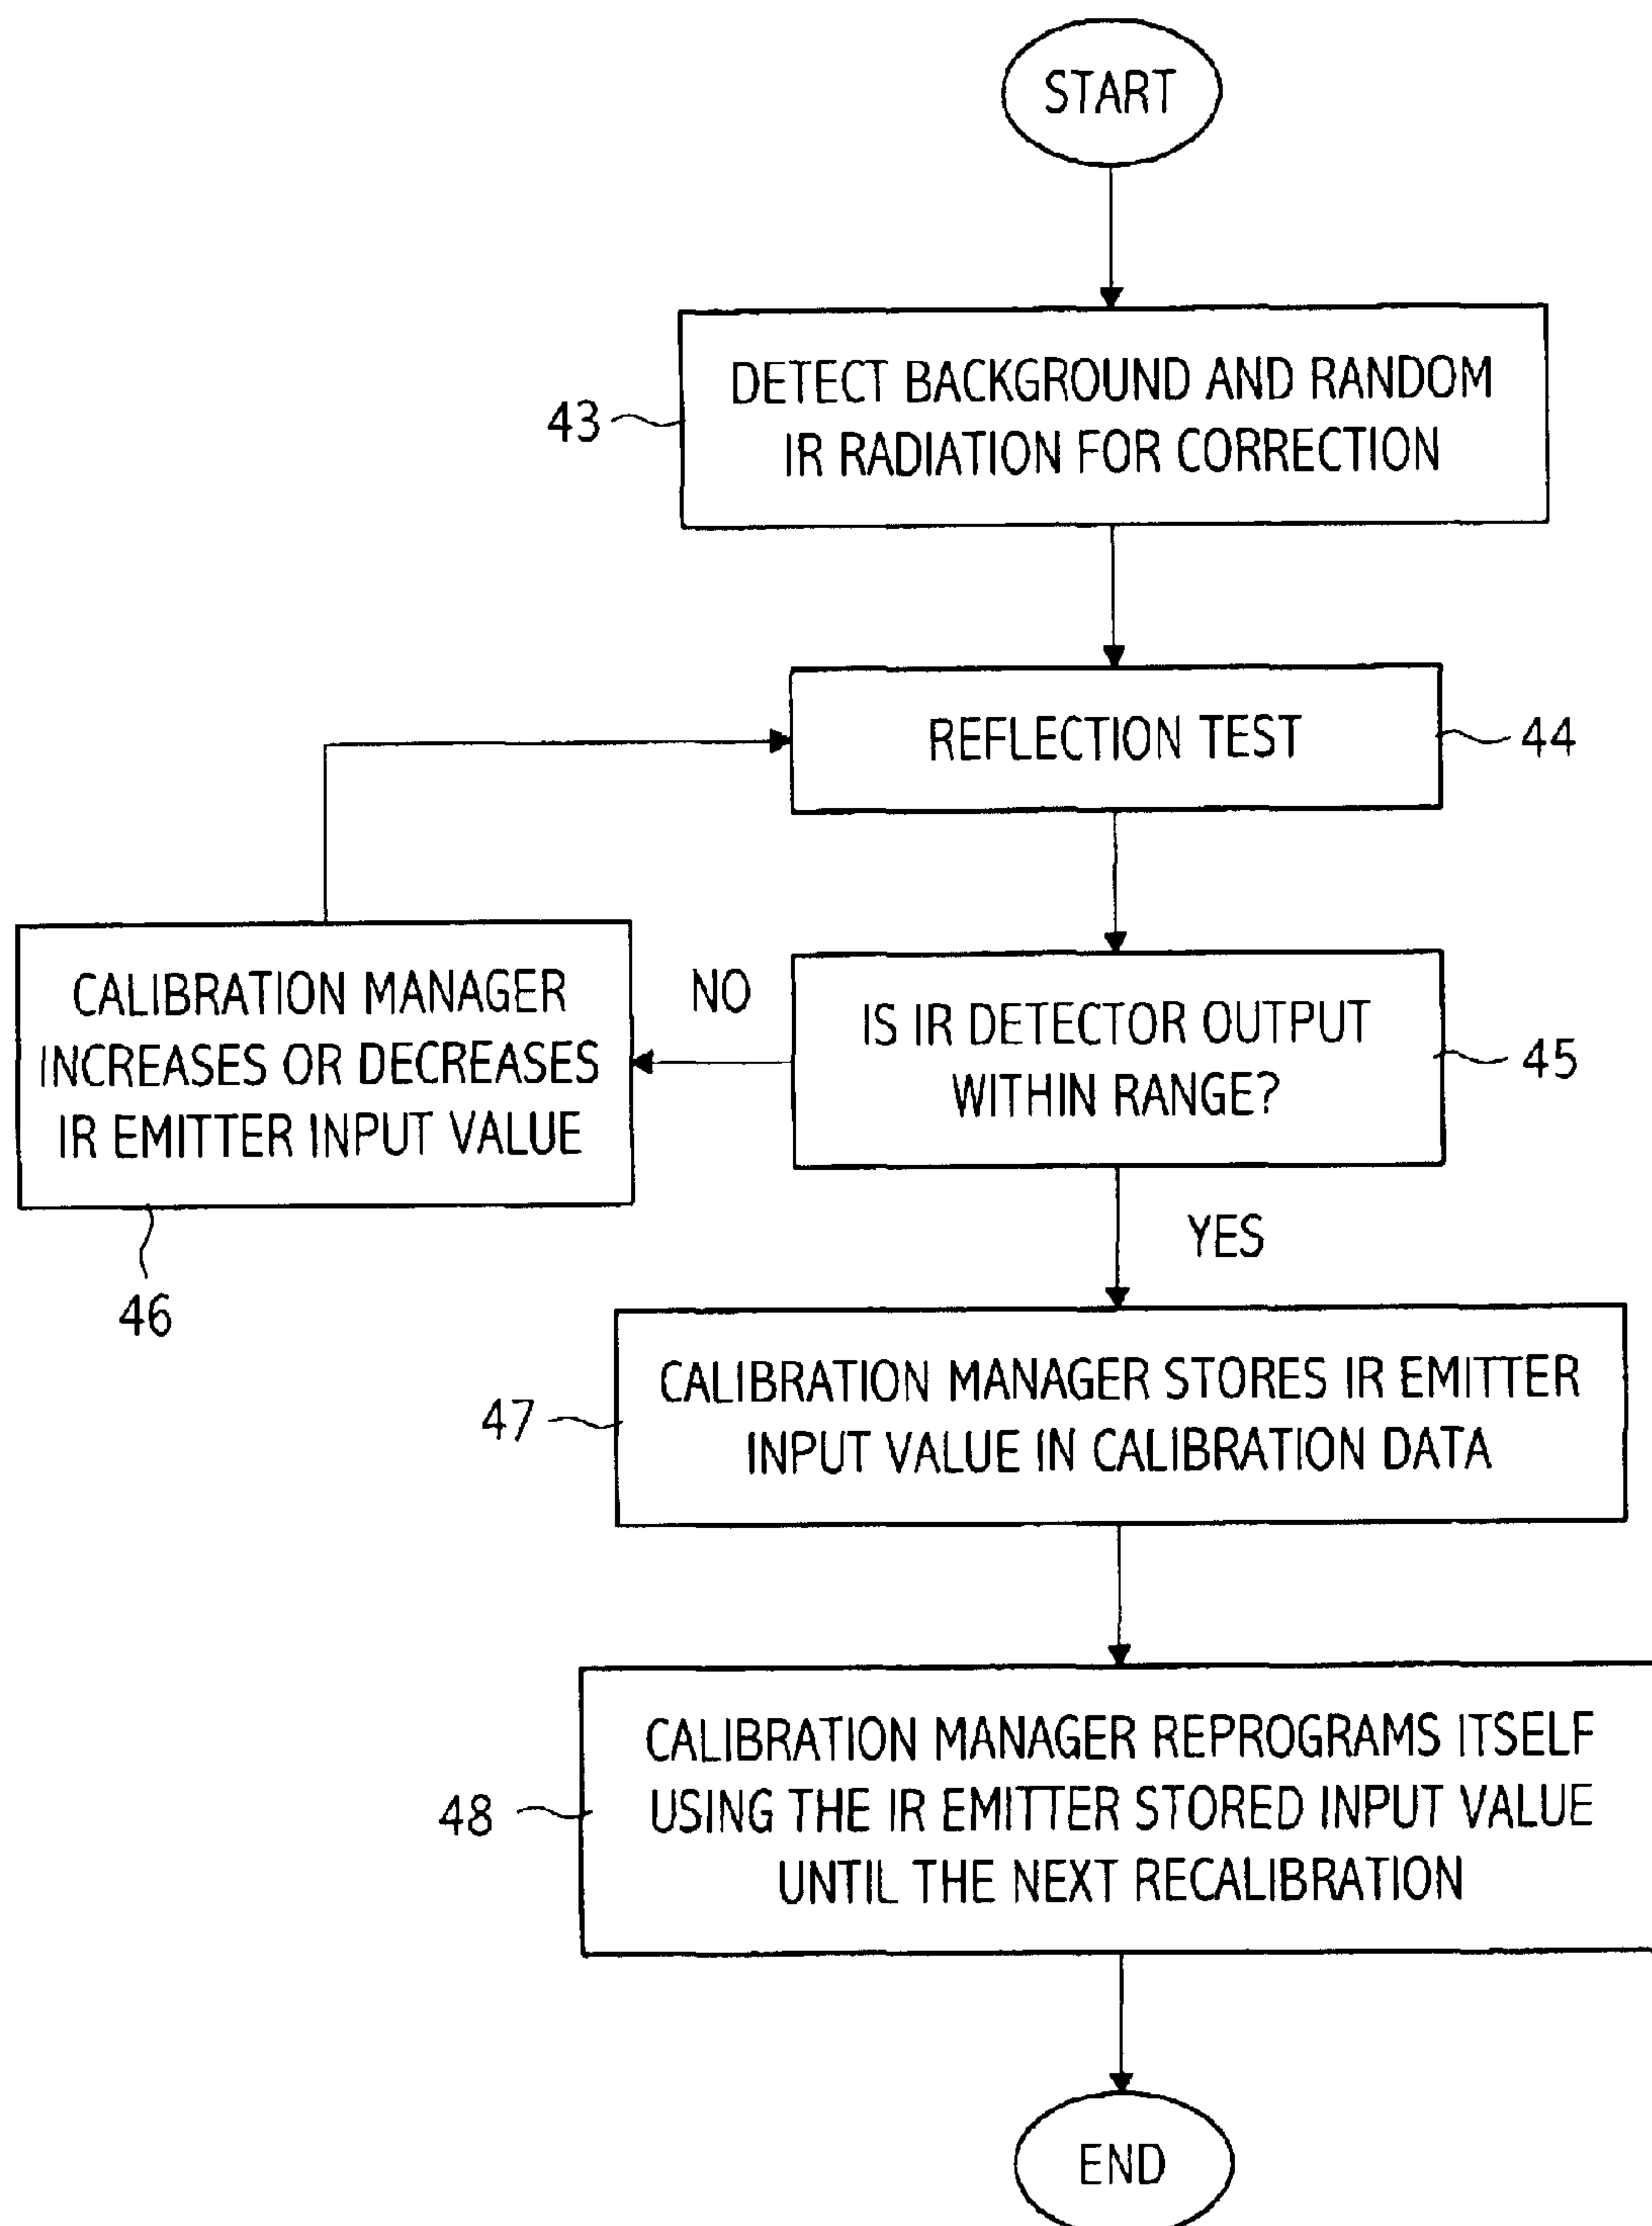 START
DETECT BACKGROUND AND RANDOM
IR RADIATION FOR CORRECTION
43
REFLECTION TEST
44
CALIBRATION MANAGER
INCREASES OR DECREASES
IR EMITTER INPUT VALUE
46
NO
IS IR DETECTOR OUTPUT
WITHIN RANGE?
45
YES
CALIBRATION MANAGER STORES IR EMITTER
INPUT VALUE IN CALIBRATION DATA
47
CALIBRATION MANAGER REPROGRAMS ITSELF
USING THE IR EMITTER STORED INPUT VALUE
UNTIL THE NEXT RECALIBRATION
48
END